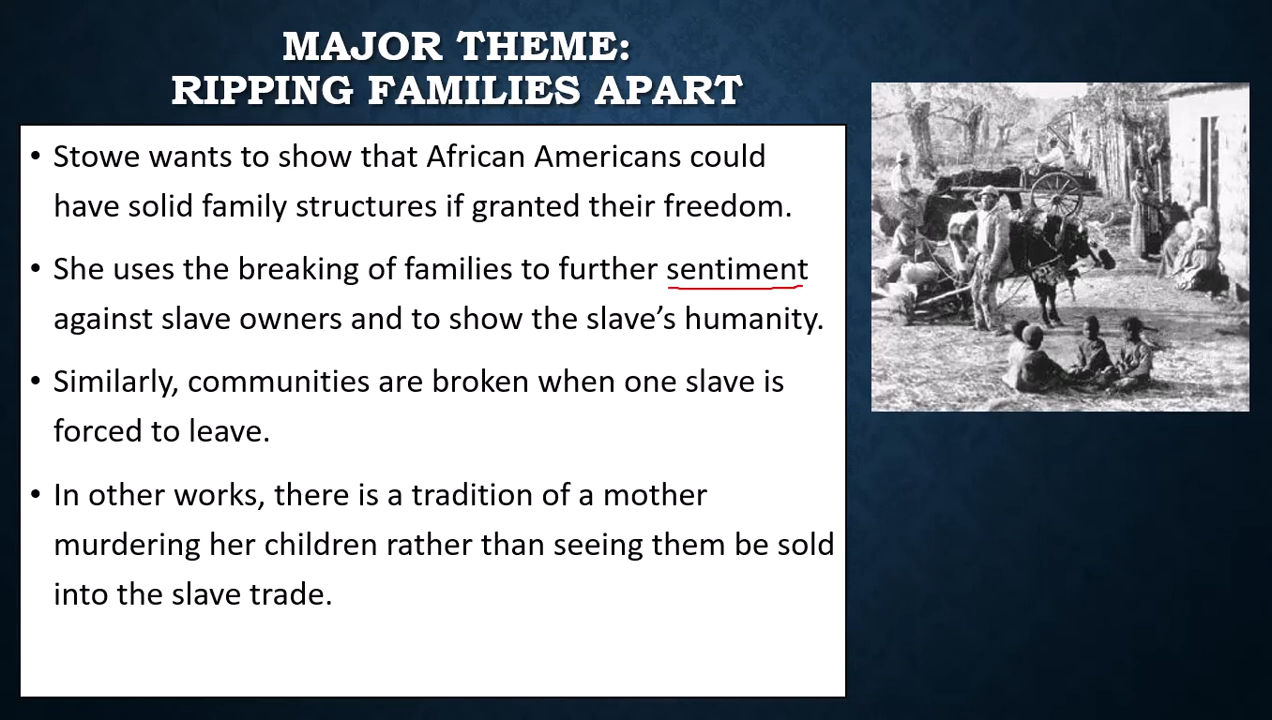 MAJOR THEME:
RIPPING FAMILIES APART
• Stowe wants to show that African Americans could
have solid family structures if granted their freedom.
• She uses the breaking of families to further sentiment
against slave owners and to show the slave’s humanity.
• Similarly, communities are broken when one slave is
forced to leave.
• In other works, there is a tradition of a mother
murdering her children rather than seeing them be sold
into the slave trade.